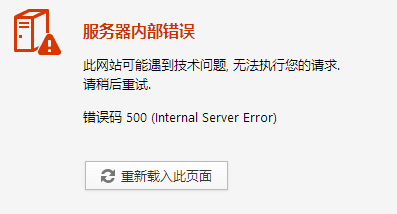 服务器内部错误
此网站可能遇到技术问题, 无法执行您的请求.
请稍后重试.
错误码 500 (Internal Server Error)
重新载入此页面